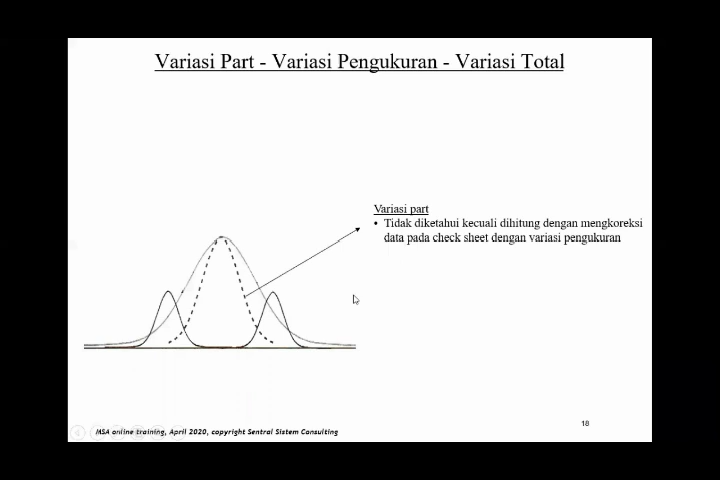 Variasi Part - Variasi Pengukuran - Variasi Total
Variasi part
• Tidak diketahui kecuali dihitung dengan mengkoreksi
data pada check sheet dengan variasi pengukuran
18
MSA online training, April 2020, copyright Sentral Sistem Consulting